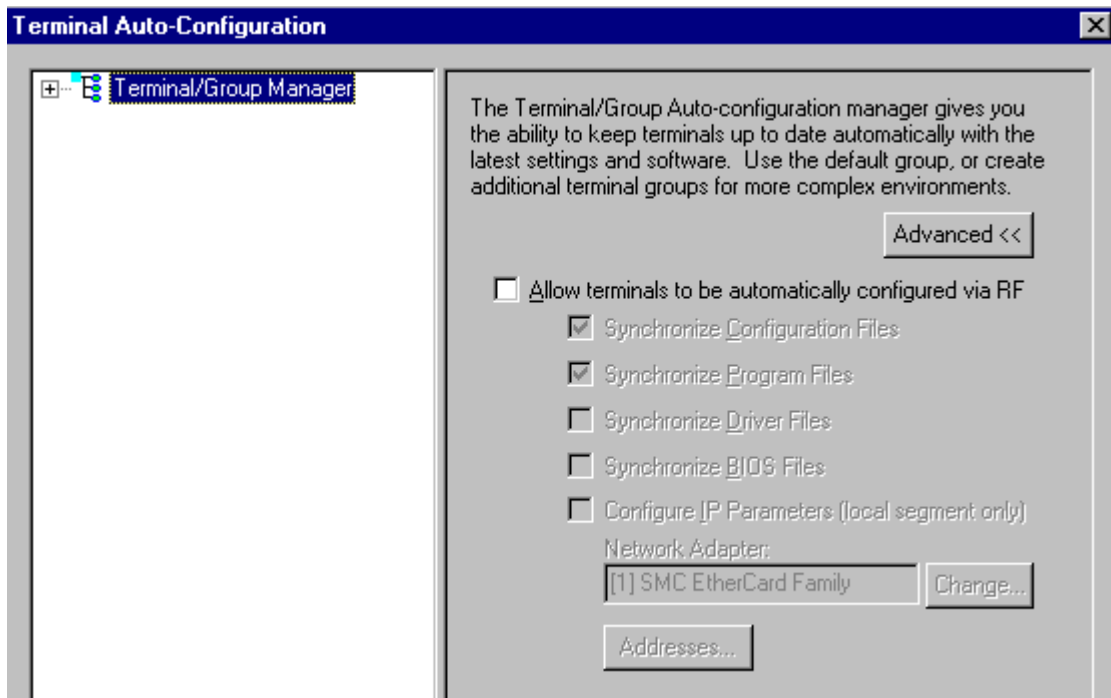 Terminal Auto-Configuration
Terminal/Group Manager
The Terminal/Group Auto-configuration manager gives you
the ability to keep terminals up to date automatically with the
latest settings and software.  Use the default group, or create
additional terminal groups for more complex environments.
Advanced <<
Allow terminals to be automatically configured via RF
Synchronize Configuration Files
Synchronize Program Files
Synchronize Driver Files
Synchronize BIOS Files
Configure IP Parameters (local segment only)
Network Adapter:
[1] SMC EtherCard Family
Change...
Addresses...